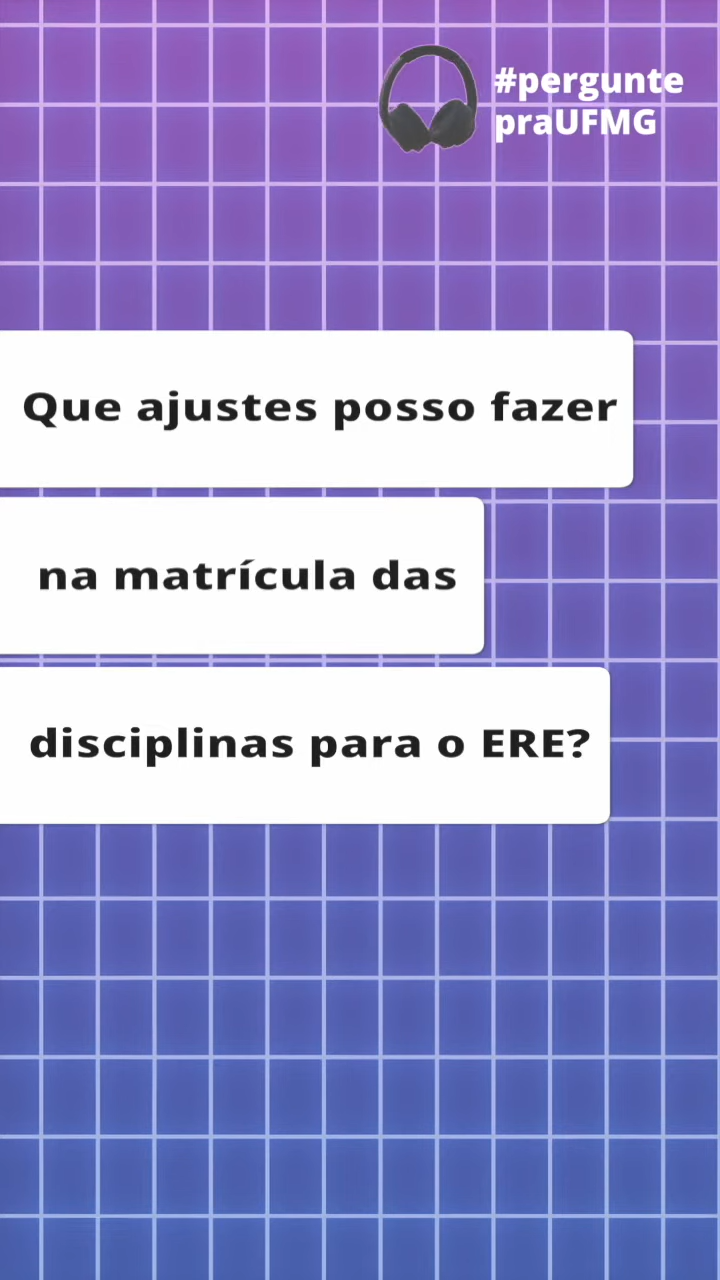 #pergunte
praUFMG
Que ajustes posso fazer
na matrícula das
disciplinas para o ERE?